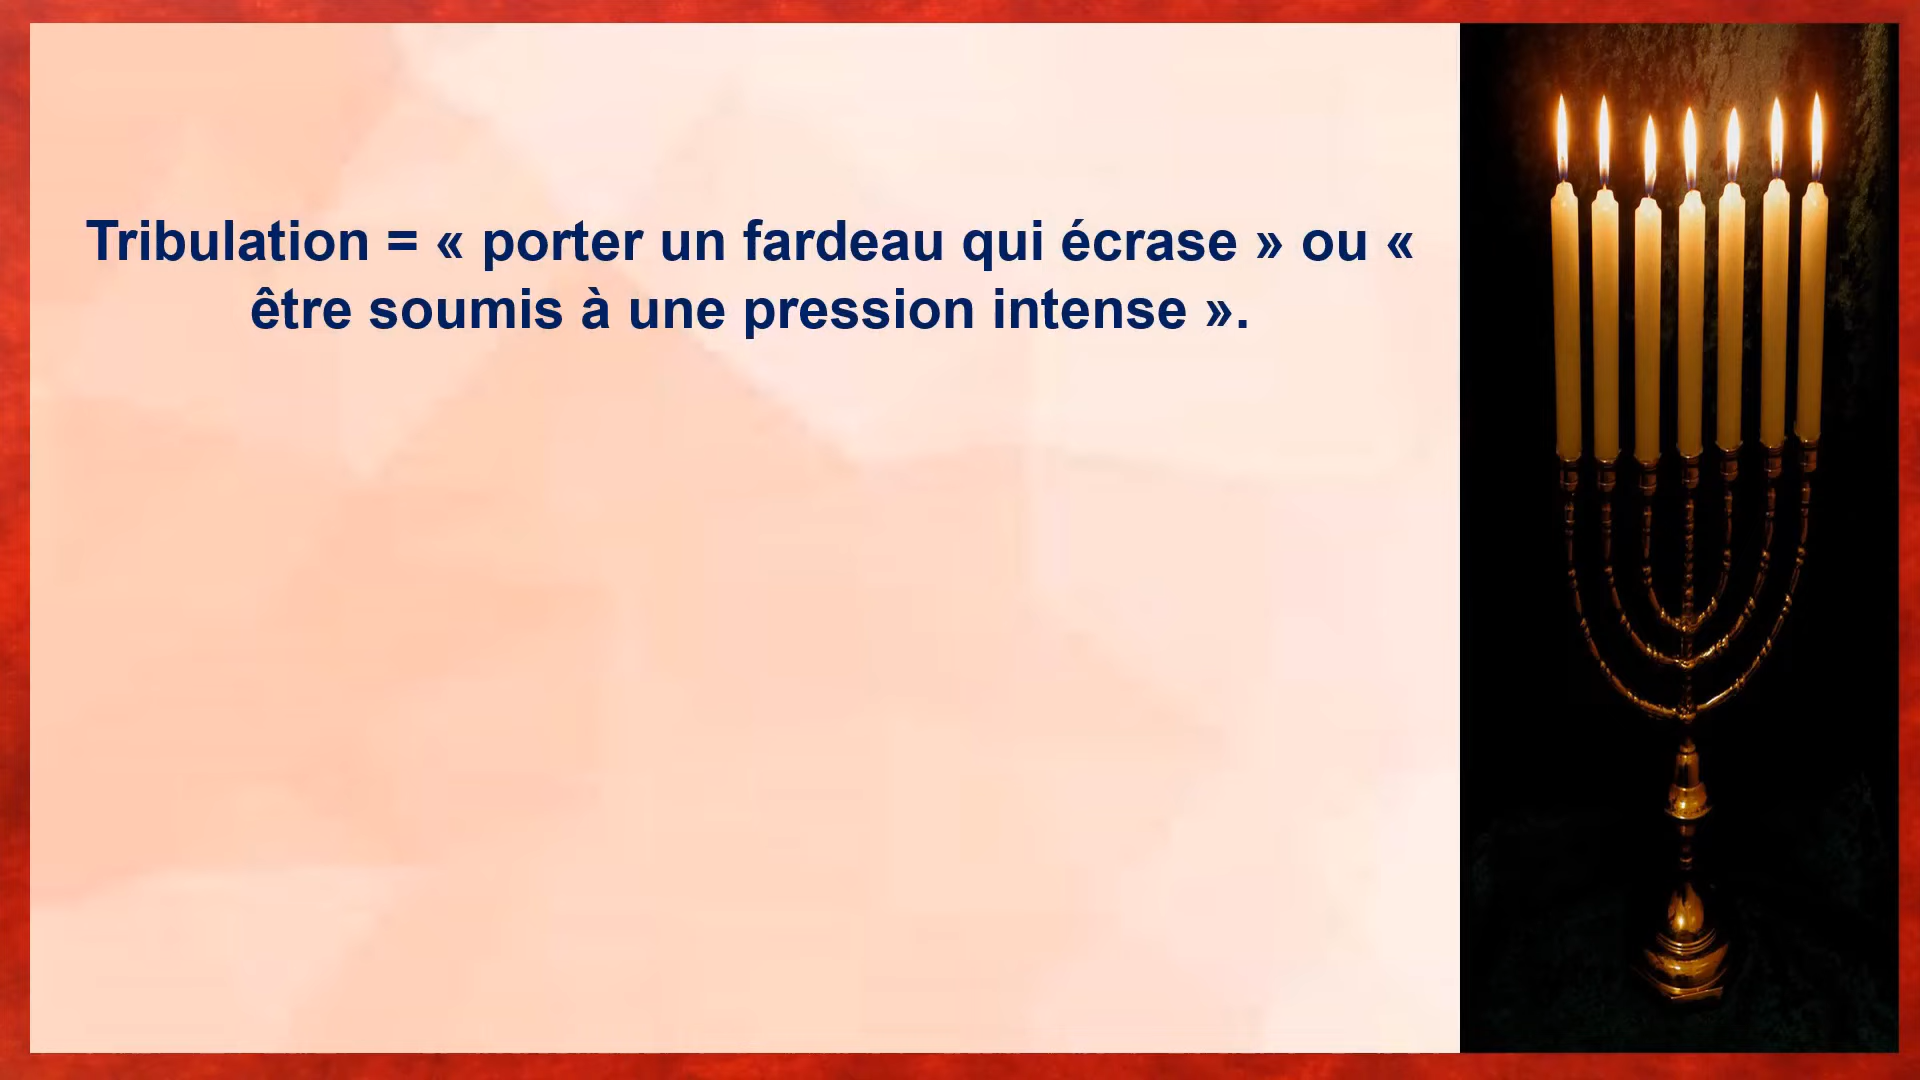 Tribulation = « porter un fardeau qui écrase » ou «
être soumis à une pression intense ».